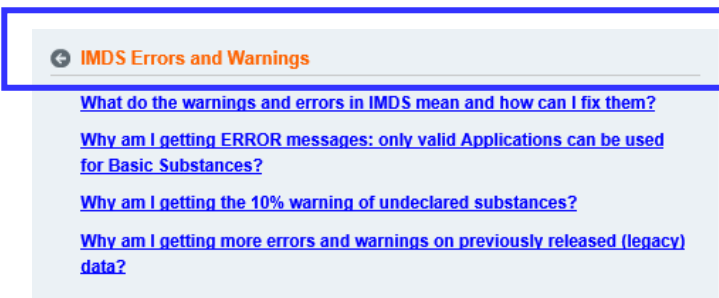 IMDS Errors and Warnings
What do the warnings and errors in IMDS mean and how can I fix them?
Why am I getting ERROR messages: only valid Applications can be used
for Basic Substances?
Why am I getting the 10% warning of undeclared substances?
Why am I getting more errors and warnings on previously released (legacy)
data?